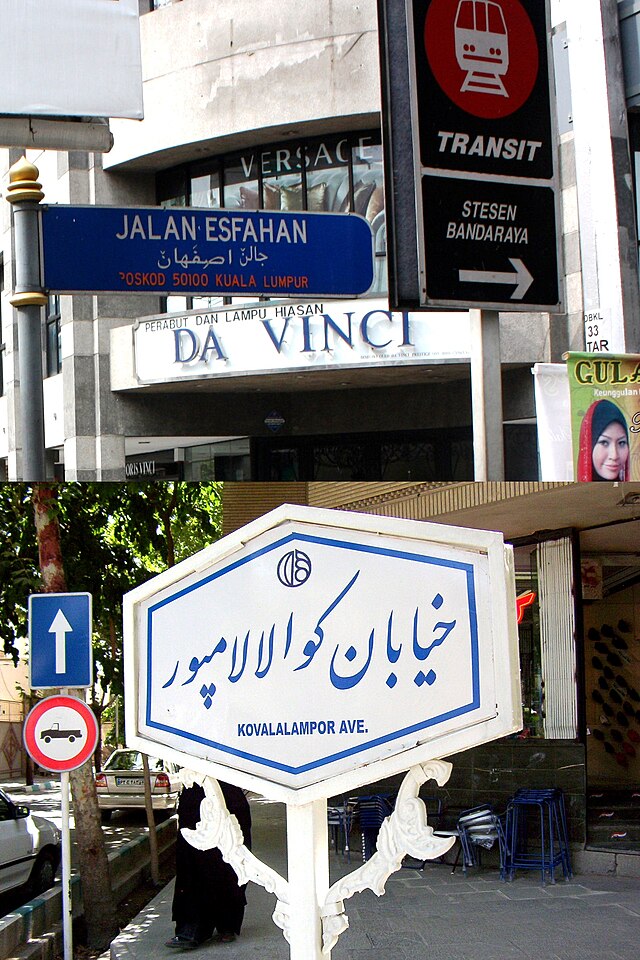 VERSACE
TRANSIT
STESEN
BANDARAYA
JALAN ESFAHAN
جالن اصفهان
POSKOD 50100 KUALA LUMPUR
PERABUT DAN LAMPU HIASAN
DA VINCI
DBKL
33
TAR
GULA
Keunggulan
خیابان کوالالامپور
KOVALALAMPOR AVE.